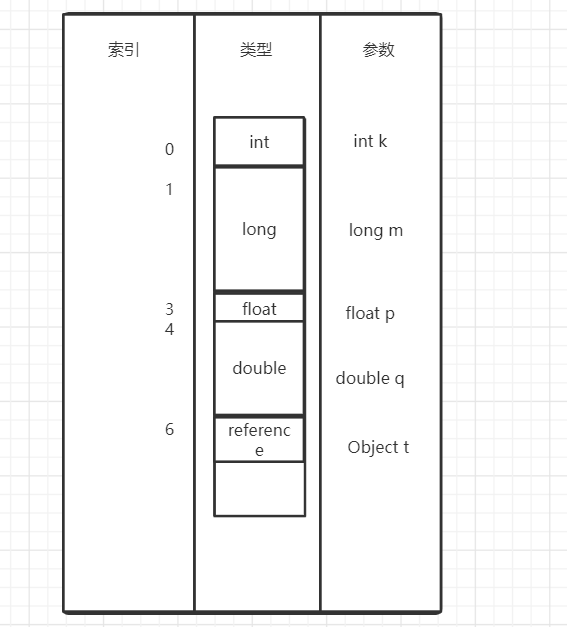 索引 类型 参数
0 int int k
1
long long m
3 float float p
4
double double q
6 referenc
e Object t